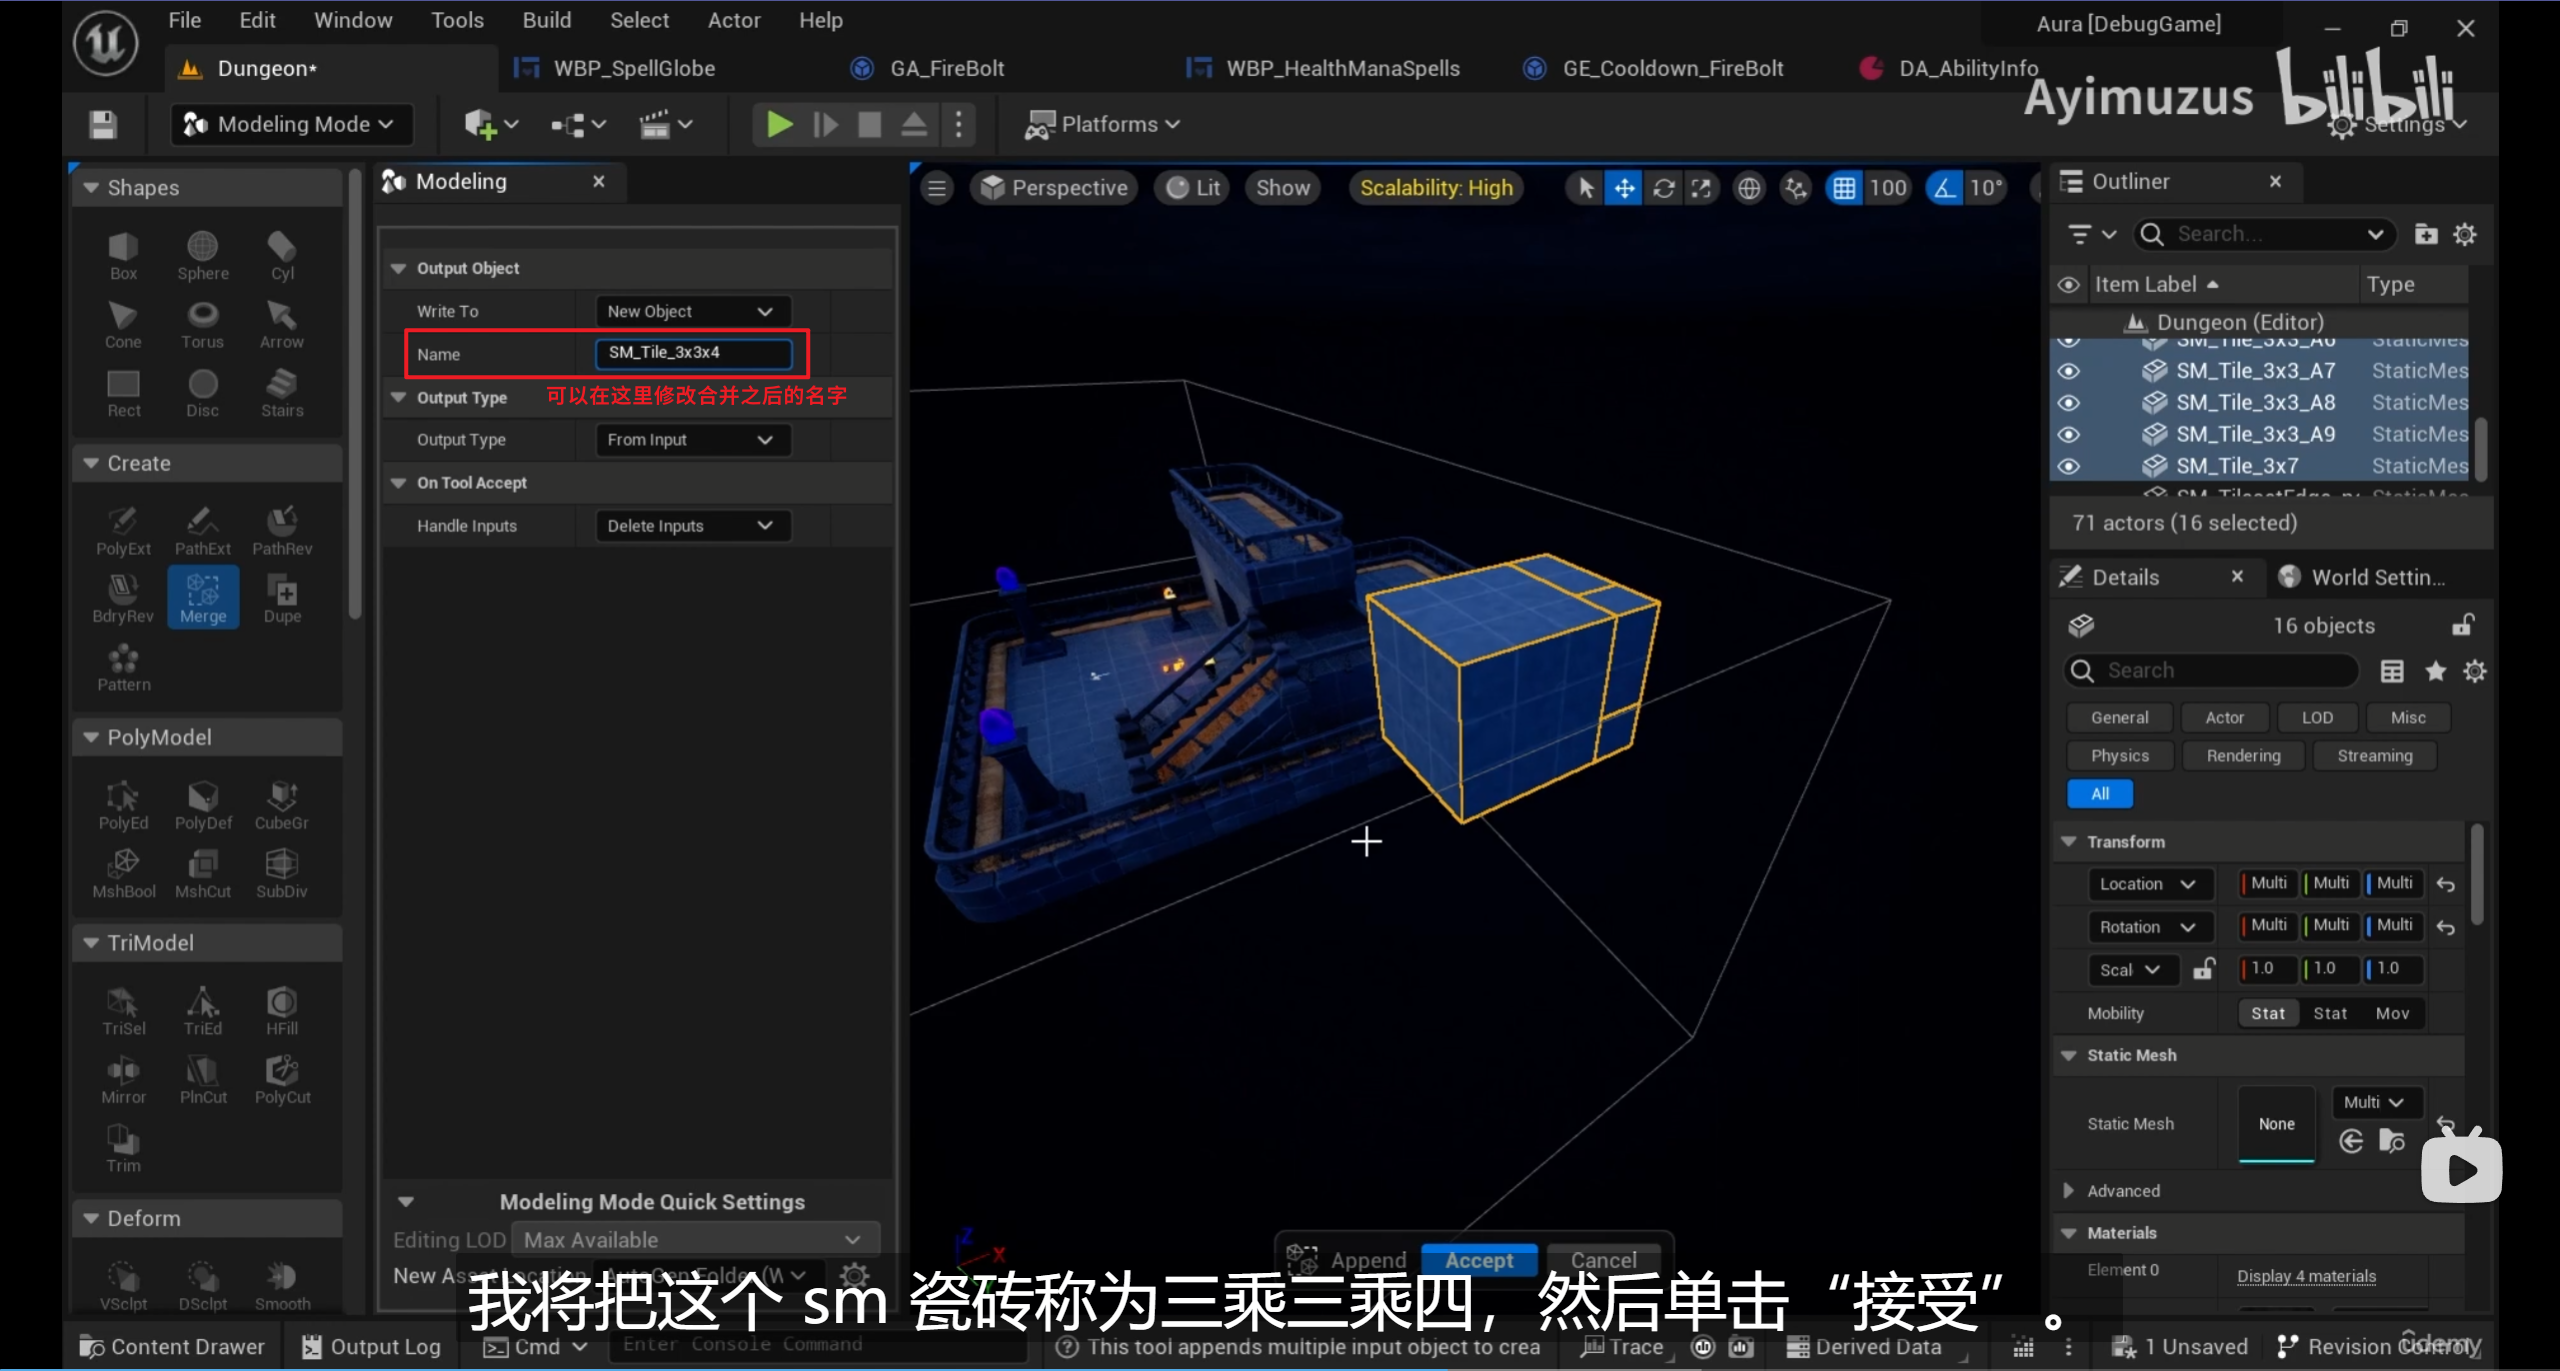 File Edit Window Tools Build Select Actor Help
Aura [DebugGame]
Dungeon*
WBP_SpellGlobe
GA_FireBolt
WBP_HealthManaSpells
GE_Cooldown_FireBolt
DA_AbilityInfo
Ayimuzus bilibili
Modeling Mode
Platforms
Settings
Shapes
Box Sphere Cyl
Cone Torus Arrow
Rect Disc Stairs
Create
PolyExt PathExt PathRev
BdryRev Merge Dupe
Pattern
PolyModel
PolyEd PolyDef CubeGr
MshBool MshCut SubDiv
TriModel
TriSel TriEd HFill
Mirror PlnCut PolyCut
Trim
Deform
VSclpt DSclpt Smooth
Modeling
Output Object
Write To New Object
Name SM_Tile_3x3x4
可以在这里修改合并之后的名字
Output Type
Output Type From Input
On Tool Accept
Handle Inputs Delete Inputs
Modeling Mode Quick Settings
Editing LOD Max Available
New Asset Location AutoGen Folder (W
Perspective Lit Show Scalability: High 100 10°
Z
X
Append Accept Cancel
Outliner
Search...
Item Label Type
Dungeon (Editor)
SM_Tile_3x3_A6 StaticMes
SM_Tile_3x3_A7 StaticMes
SM_Tile_3x3_A8 StaticMes
SM_Tile_3x3_A9 StaticMes
SM_Tile_3x7 StaticMes
71 actors (16 selected)
Details World Settin...
16 objects
Search
General Actor LOD Misc
Physics Rendering Streaming
All
Transform
Location Multi Multi Multi
Rotation Multi Multi Multi
Scal 1.0 1.0 1.0
Mobility Stat Stat Mov
Static Mesh
Static Mesh None Multi
Advanced
Materials
Element 0 Display 4 materials
我将把这个 sm 瓷砖称为三乘三乘四，然后单击“接受”。
Content Drawer Output Log Cmd Enter Console Command
This tool appends multiple input object to crea
Trace Derived Data 1 Unsaved Revision Control
ûdemy